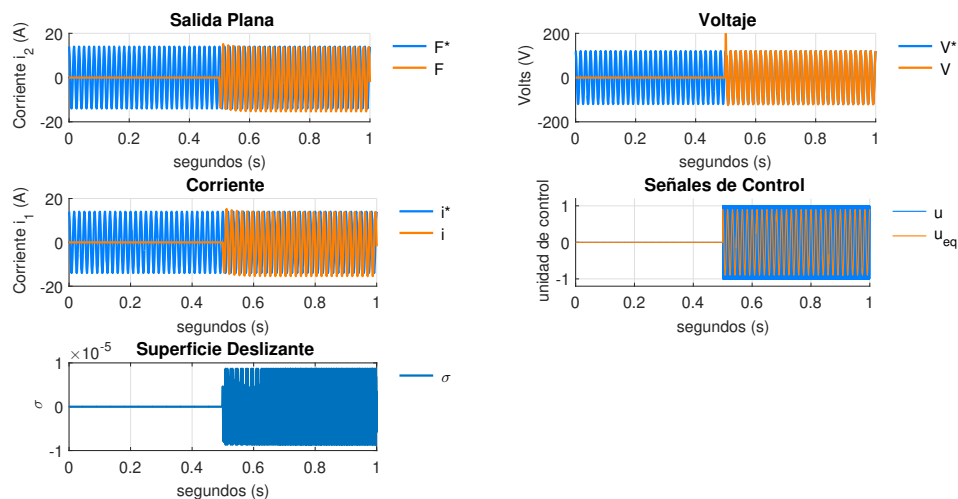 Salida Plana
Corriente i_2 (A)
20
0
-20
0 0.2 0.4 0.6 0.8 1
segundos (s)
F*
F
Voltaje
Volts (V)
200
0
-200
0 0.2 0.4 0.6 0.8 1
segundos (s)
V*
V
Corriente
Corriente i_1 (A)
20
0
-20
0 0.2 0.4 0.6 0.8 1
segundos (s)
i*
i
Señales de Control
unidad de control
1
0
-1
0 0.2 0.4 0.6 0.8 1
segundos (s)
u
u_eq
Superficie Deslizante
×10^-5
σ
1
0
-1
0 0.2 0.4 0.6 0.8 1
segundos (s)
σ